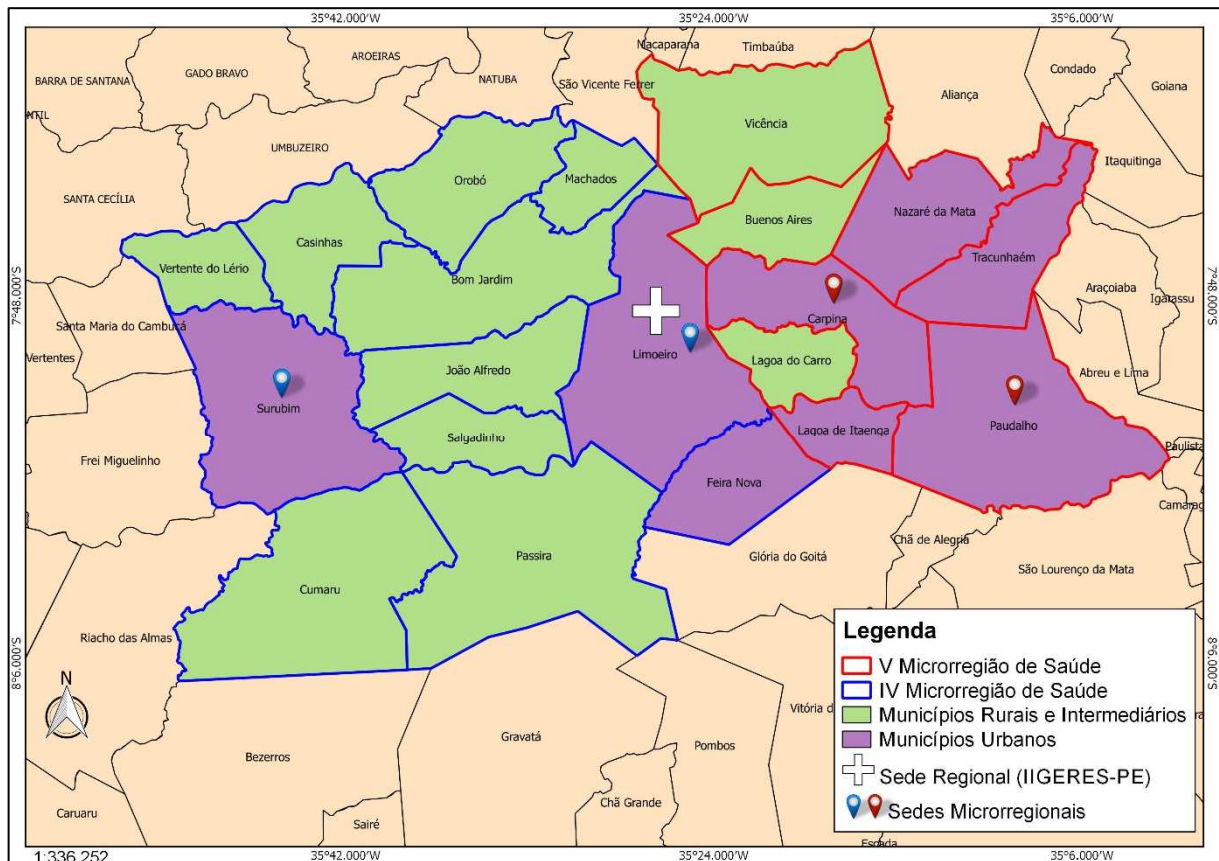 35°42.000'W
35°24.000'W
35°6.000'W
Macaparana
Timbaúba
AROEIRAS
GADO BRAVO
Condado
BARRA DE SANTANA
NATUBA
São Vicente Ferrer
Goiana
Aliança
NTIL
Vicência
UMBUZEIRO
Itaquitinga
Orobó
Machados
SANTA CECÍLIA
Nazaré da Mata
Buenos Aires
Casinhas
Tracunhaém
Vertente do Lério
Bom Jardim
7°48.000'S
7°48.000'S
Araçoiaba
Igarassu
Santa Maria do Cambucá
Carpina
Vertentes
Limoeiro
Lagoa do Carro
João Alfredo
Abreu e Lima
Surubim
Paudalho
Salgadinho
Lagoa de Itaenga
Paulista
Frei Miguelinho
Feira Nova
Camarag
Chã de Alegria
Passira
Glória do Goitá
São Lourenço da Mata
Cumaru
Riacho das Almas
8°6.000'S
8°6.000'S
Legenda
V Microrregião de Saúde
IV Microrregião de Saúde
Municípios Rurais e Intermediários
Municípios Urbanos
Sede Regional (IIGERES-PE)
Sedes Microrregionais
N
Vitória d
Gravatá
Pombos
Bezerros
Chã Grande
Caruaru
Sairé
Escada
1:336.252
35°42.000'W
35°24.000'W
35°6.000'W